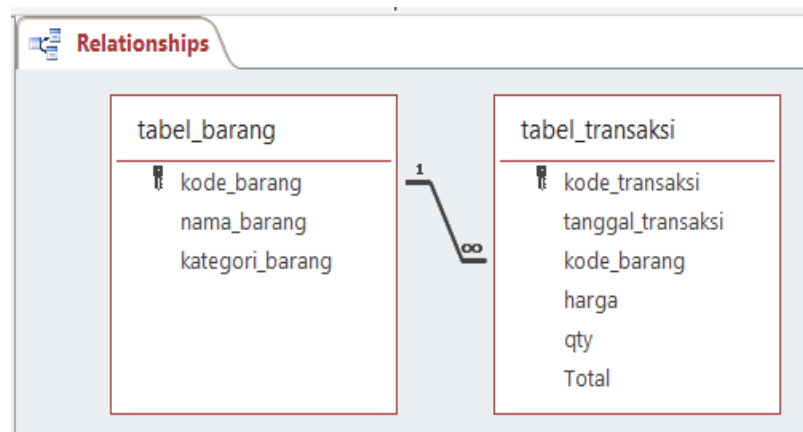 Relationships
tabel_barang
kode_barang
nama_barang
kategori_barang
1
∞
tabel_transaksi
kode_transaksi
tanggal_transaksi
kode_barang
harga
qty
Total